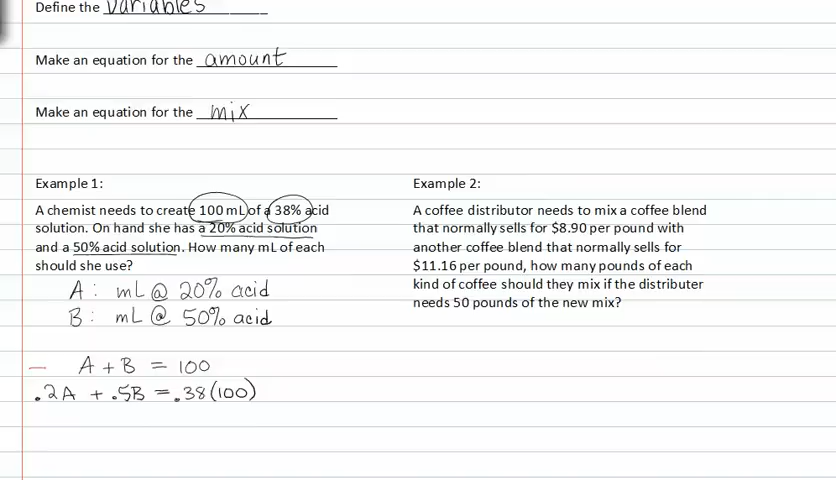 Define the variables
Make an equation for the amount
Make an equation for the mix
Example 1:
A chemist needs to create 100 mL of a 38% acid
solution. On hand she has a 20% acid solution
and a 50% acid solution. How many mL of each
should she use?
A: mL @ 20% acid
B: mL @ 50% acid
A + B = 100
.2A + .5B = .38(100)
Example 2:
A coffee distributor needs to mix a coffee blend
that normally sells for $8.90 per pound with
another coffee blend that normally sells for
$11.16 per pound, how many pounds of each
kind of coffee should they mix if the distributer
needs 50 pounds of the new mix?